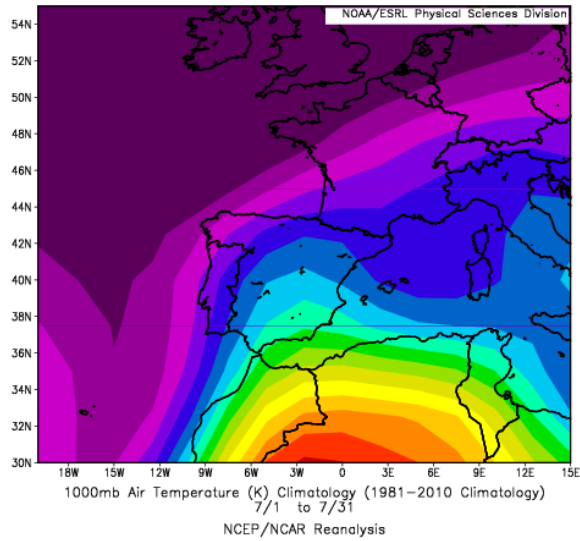 NOAA/ESRL Physical Sciences Division
54N
52N
50N
48N
46N
44N
42N
40N
38N
36N
34N
32N
30N
18W 15W 12W 9W 6W 3W 0 3E 6E 9E 12E 15E
1000mb Air Temperature (K) Climatology (1981-2010 Climatology)
7/1 to 7/31
NCEP/NCAR Reanalysis